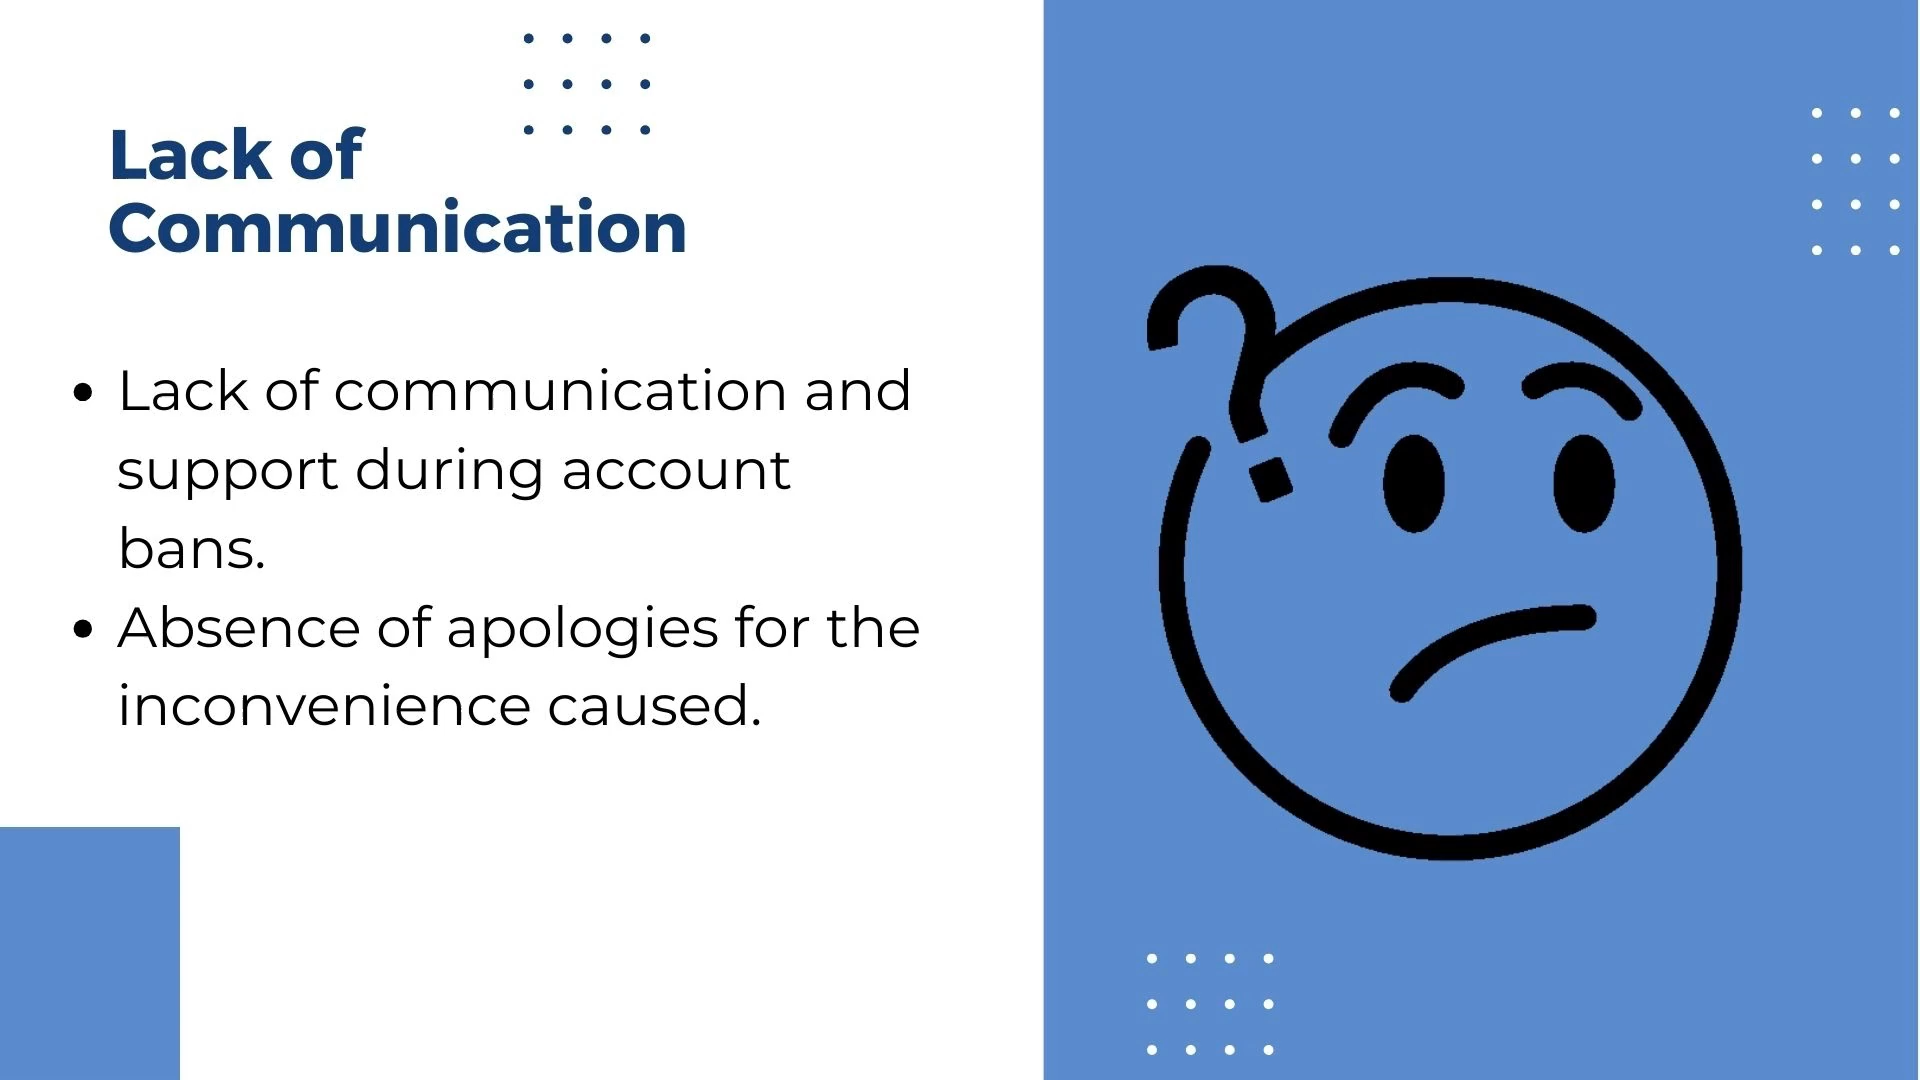 Lack of
Communication
• Lack of communication and
support during account
bans.
• Absence of apologies for the
inconvenience caused.
?